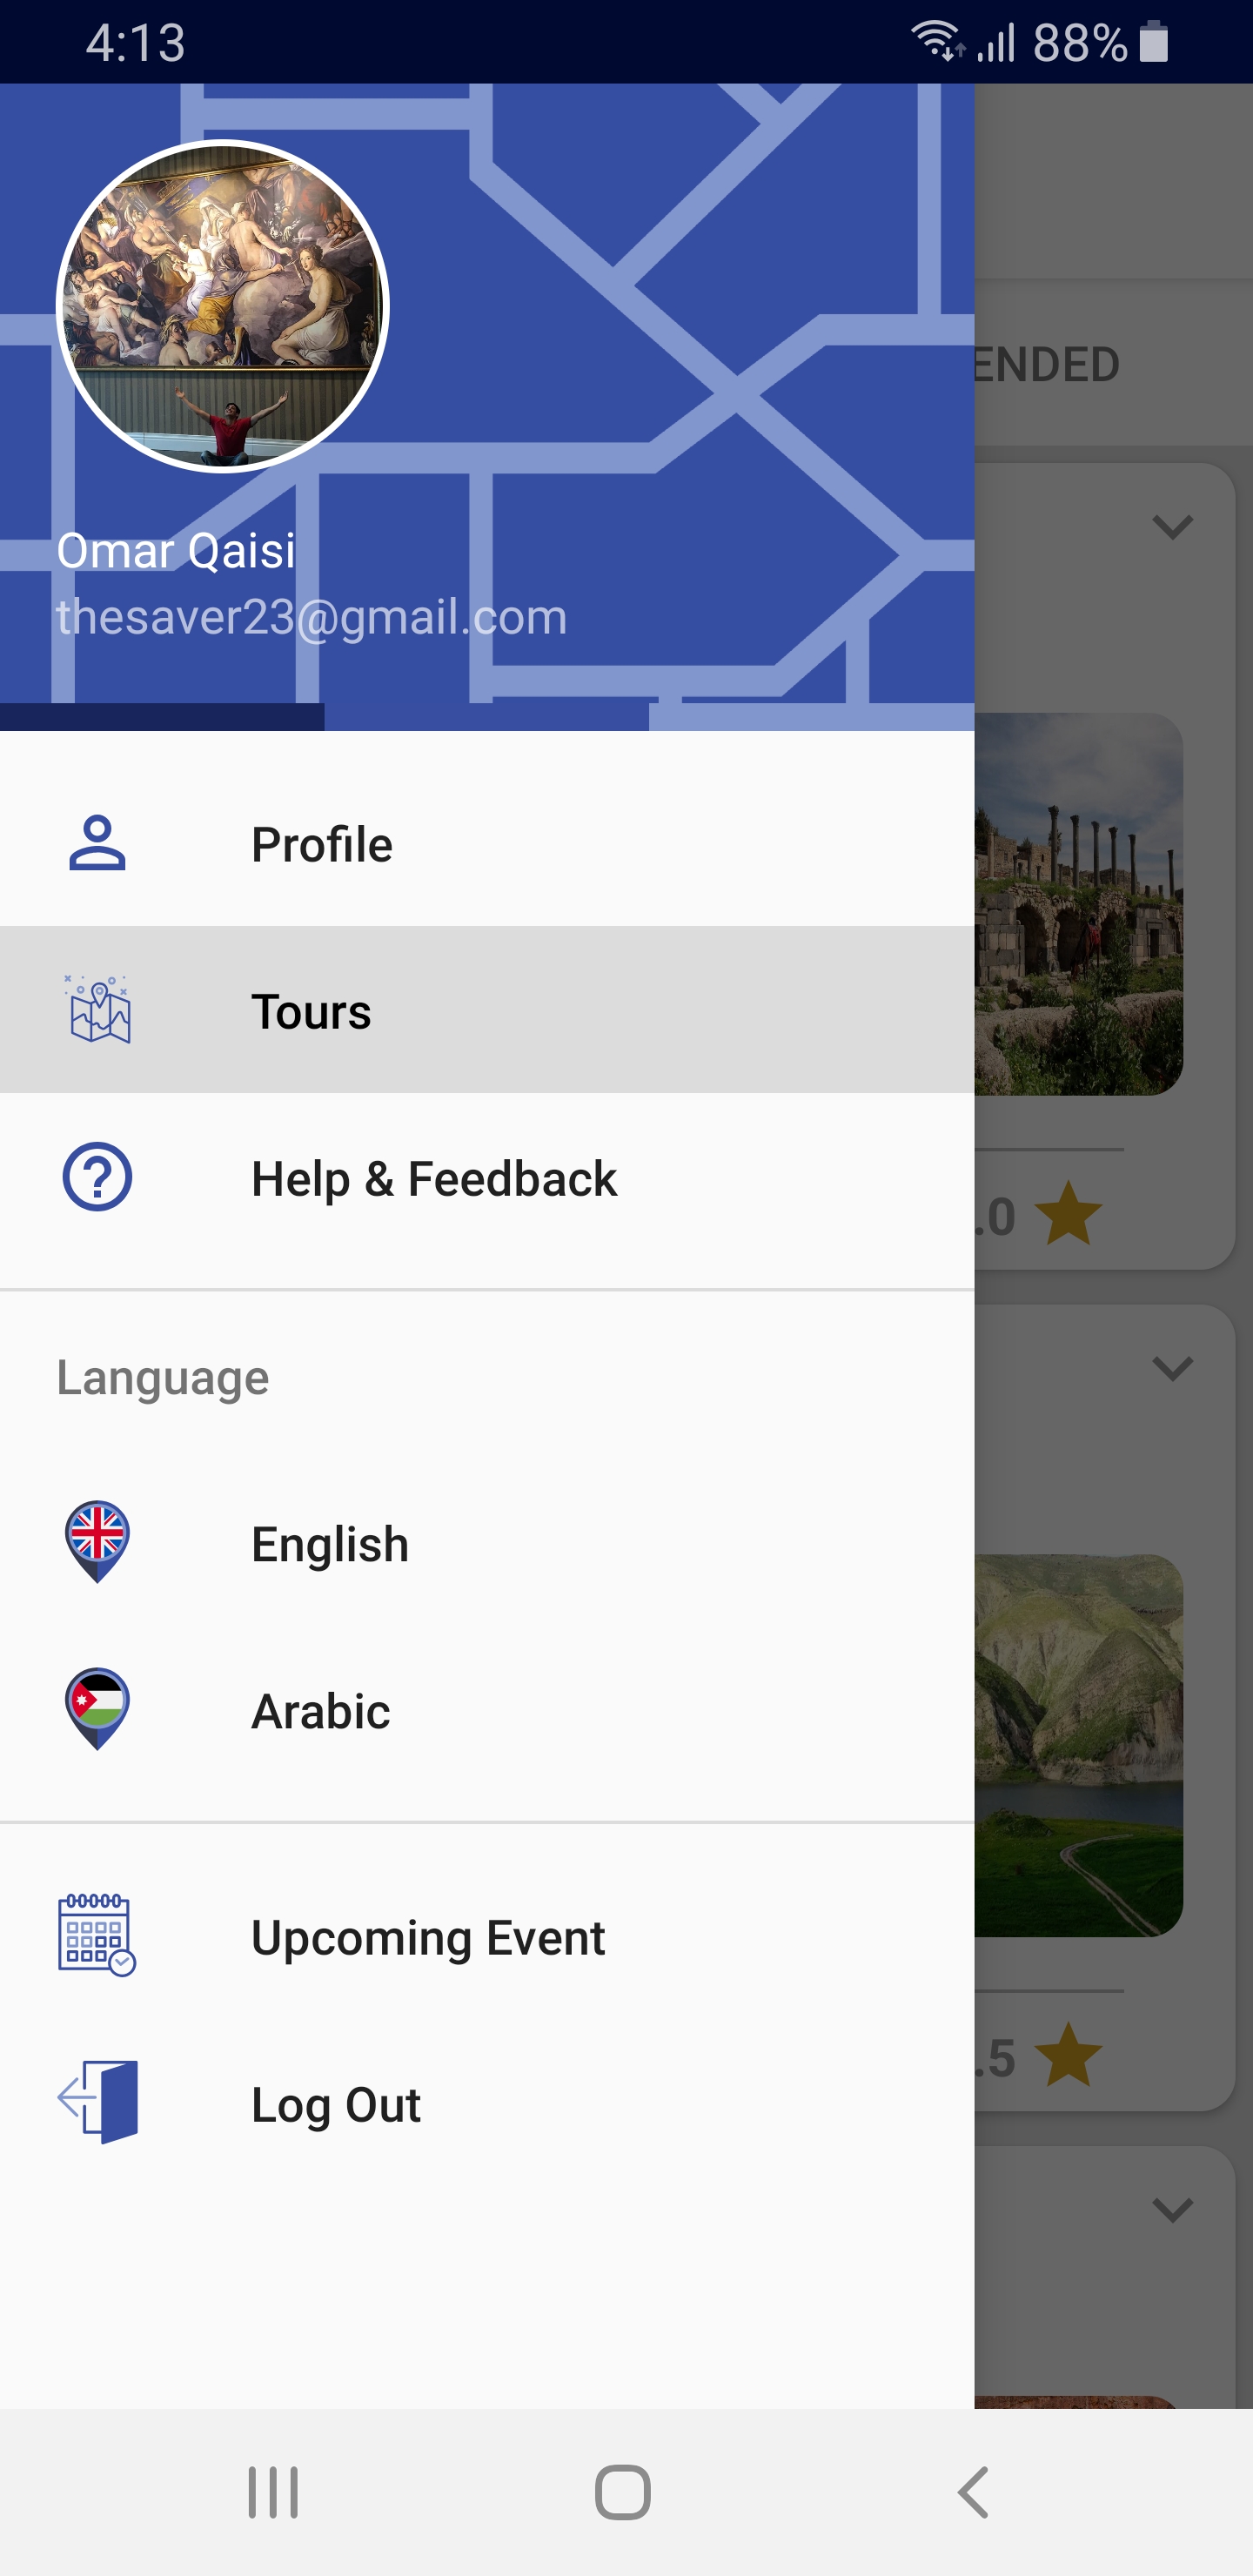 4:13
88%
ENDED
Omar Qaisi
thesaver23@gmail.com
Profile
Tours
Help & Feedback
.0
Language
English
Arabic
Upcoming Event
.5
Log Out